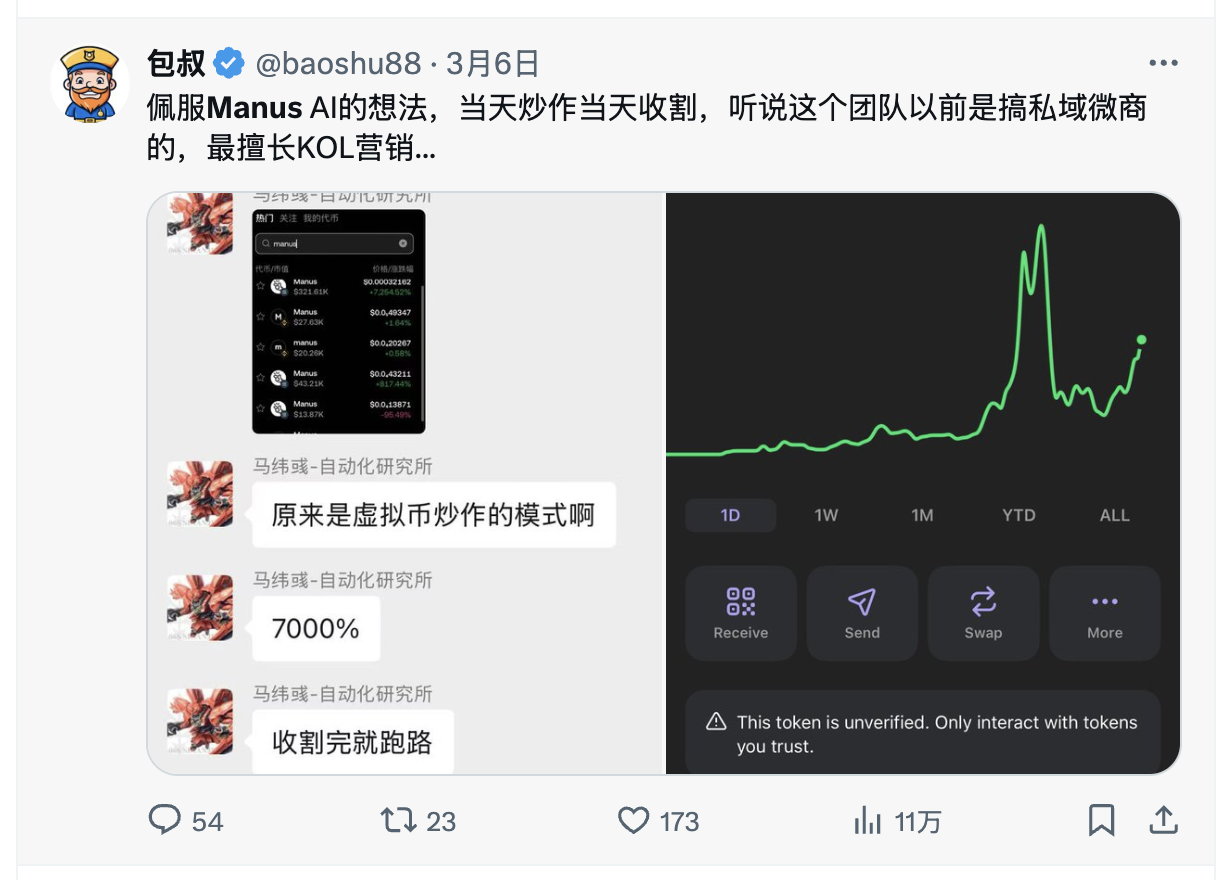 包叔 @baoshu88 · 3月6日
佩服Manus AI的想法，当天炒作当天收割，听说这个团队以前是搞私域微商
的，最擅长KOL营销...
马纬彧-自动化研究所
热门 关注 我的代币
manus
代币/市值 价格/涨跌幅
Manus $0.00032162
$321.61K +7,254.52%
Manus $0.0₄49347
$27.63K +1.64%
manus $0.0₄20267
$20.26K +0.58%
Manus $0.0₄43211
$43.21K +817.44%
Manus $0.0₄13871
$13.87K -95.49%
马纬彧-自动化研究所
原来是虚拟币炒作的模式啊
马纬彧-自动化研究所
7000%
马纬彧-自动化研究所
收割完就跑路
1D 1W 1M YTD ALL
Receive Send Swap More
This token is unverified. Only interact with tokens
you trust.
54 23 173 11万